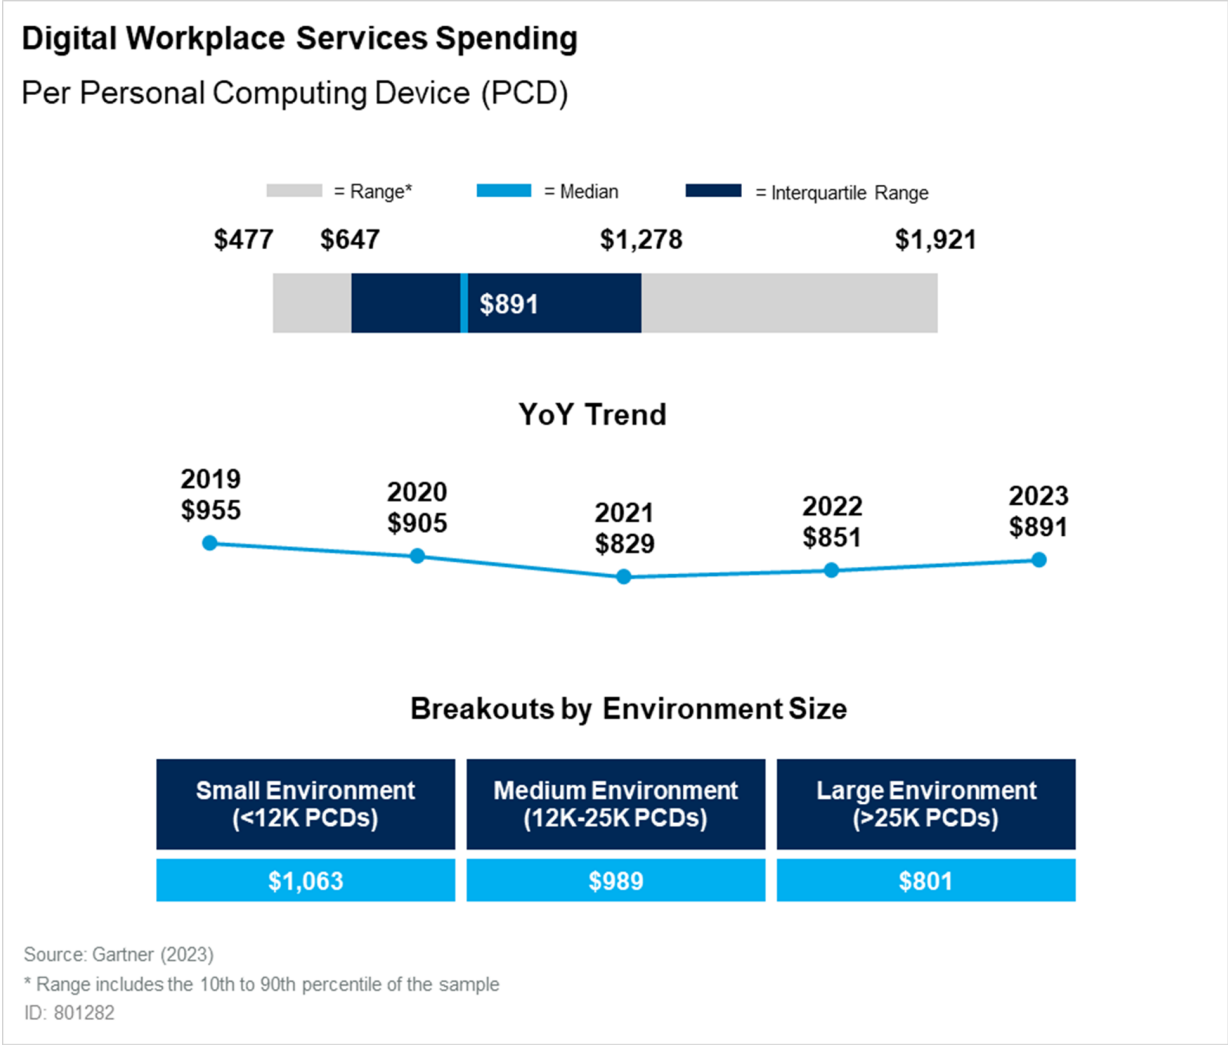 Digital Workplace Services Spending
Per Personal Computing Device (PCD)
= Range* = Median = Interquartile Range
$477 $647 $1,278 $1,921
$891
YoY Trend
2019
$955
2020
$905
2021
$829
2022
$851
2023
$891
Breakouts by Environment Size
Small Environment
(<12K PCDs)
$1,063
Medium Environment
(12K-25K PCDs)
$989
Large Environment
(>25K PCDs)
$801
Source: Gartner (2023)
* Range includes the 10th to 90th percentile of the sample
ID: 801282